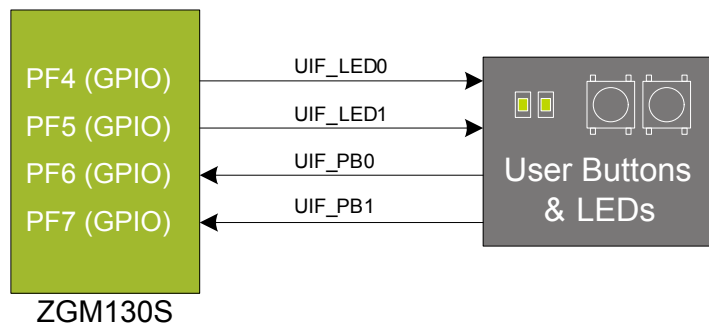 PF4 (GPIO)
PF5 (GPIO)
PF6 (GPIO)
PF7 (GPIO)
UIF_LED0
UIF_LED1
UIF_PB0
UIF_PB1
User Buttons
& LEDs
ZGM130S